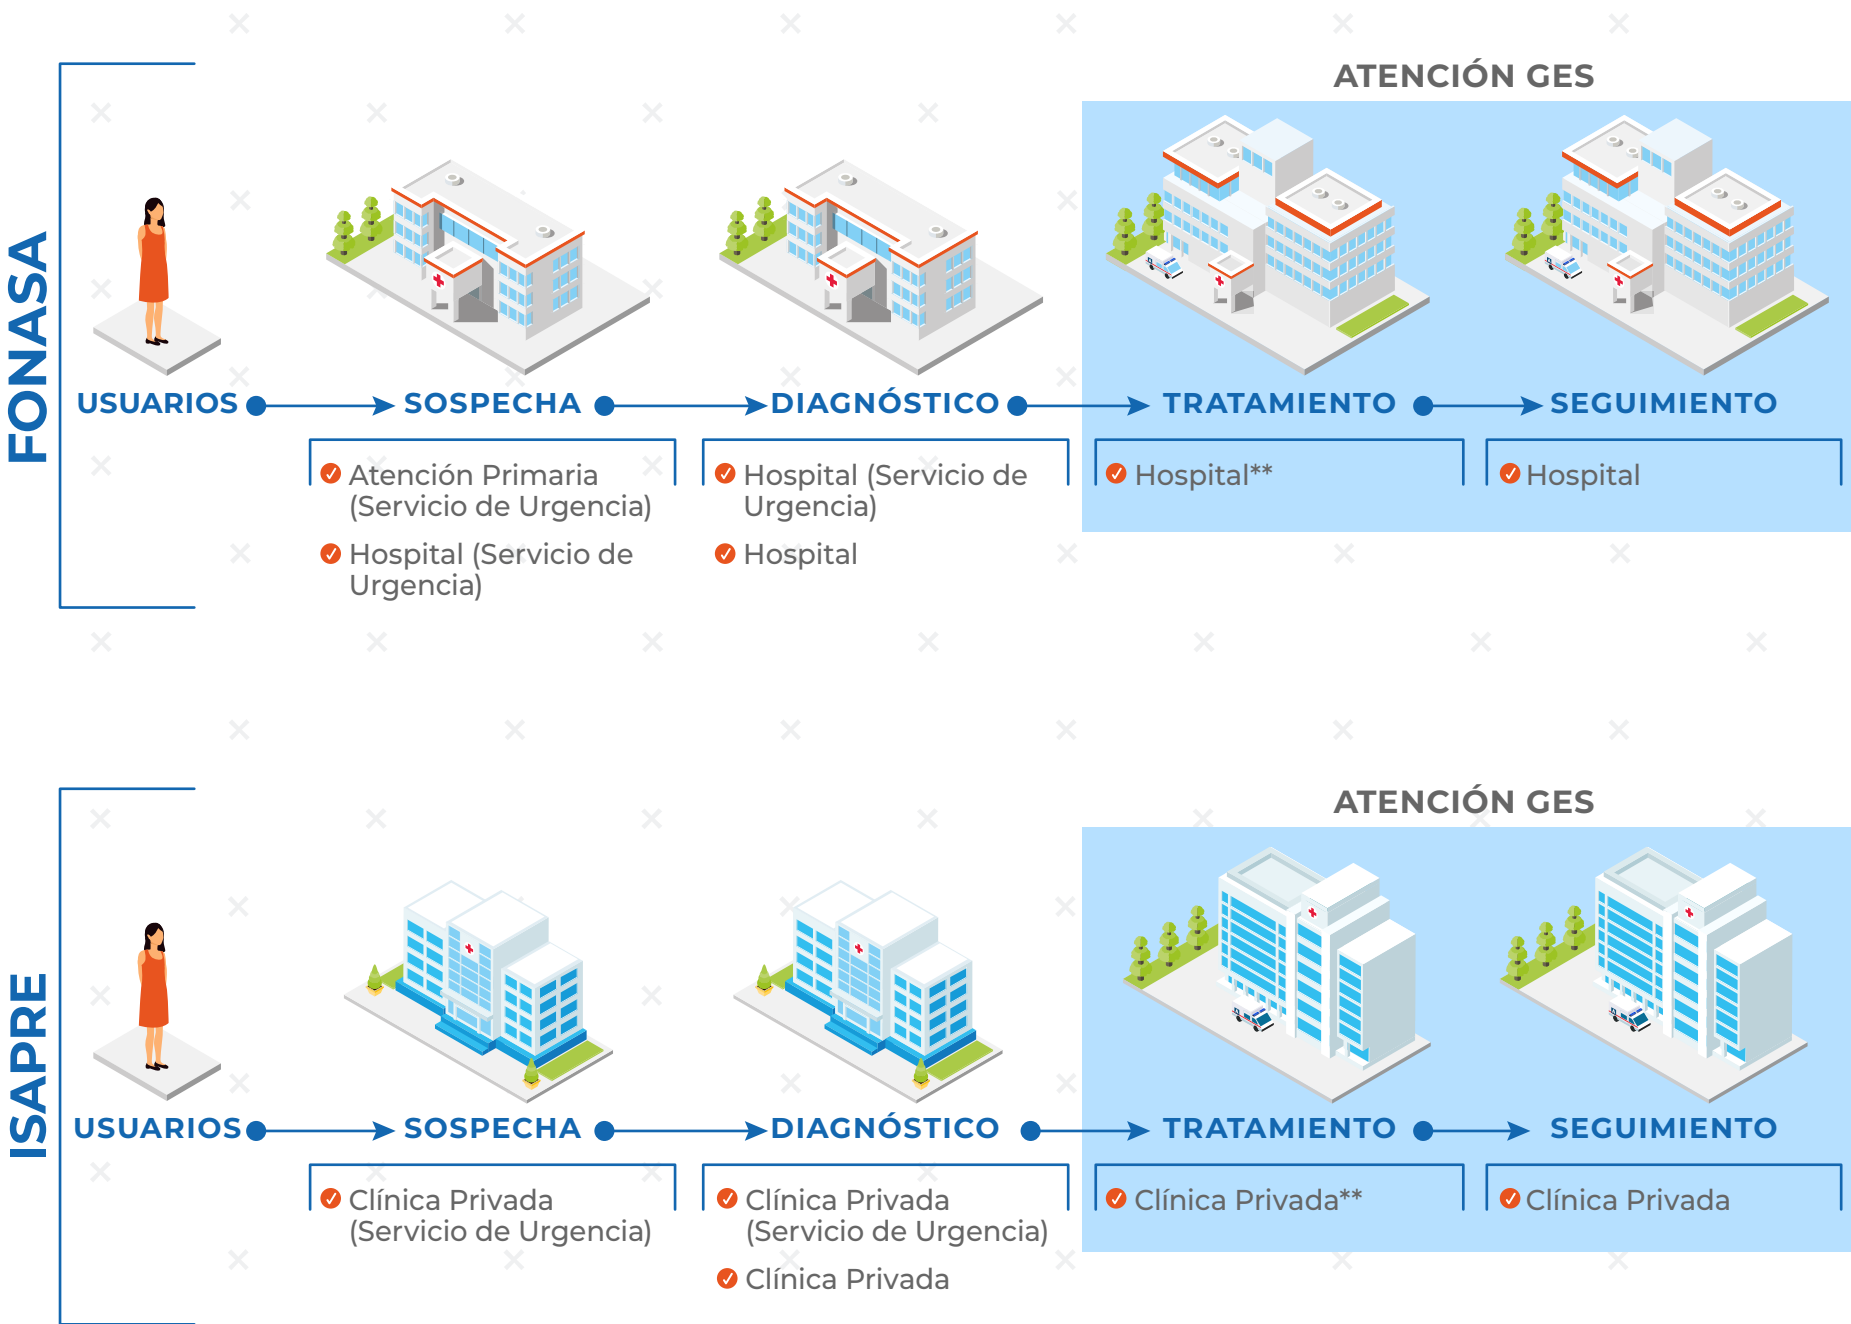 FONASA
ATENCIÓN GES
USUARIOS
SOSPECHA
DIAGNÓSTICO
TRATAMIENTO
SEGUIMIENTO
Atención Primaria
(Servicio de Urgencia)
Hospital (Servicio de
Urgencia)
Hospital (Servicio de
Urgencia)
Hospital
Hospital**
Hospital
ISAPRE
ATENCIÓN GES
USUARIOS
SOSPECHA
DIAGNÓSTICO
TRATAMIENTO
SEGUIMIENTO
Clínica Privada
(Servicio de Urgencia)
Clínica Privada
(Servicio de Urgencia)
Clínica Privada
Clínica Privada**
Clínica Privada